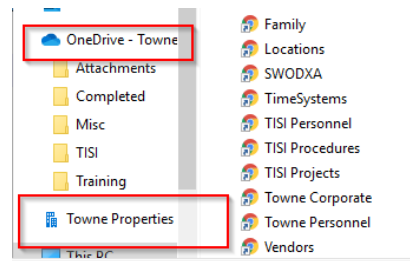 OneDrive - Towne
Attachments
Completed
Misc
TISI
Training
Towne Properties
This PC
Family
Locations
SWODXA
TimeSystems
TISI Personnel
TISI Procedures
TISI Projects
Towne Corporate
Towne Personnel
Vendors